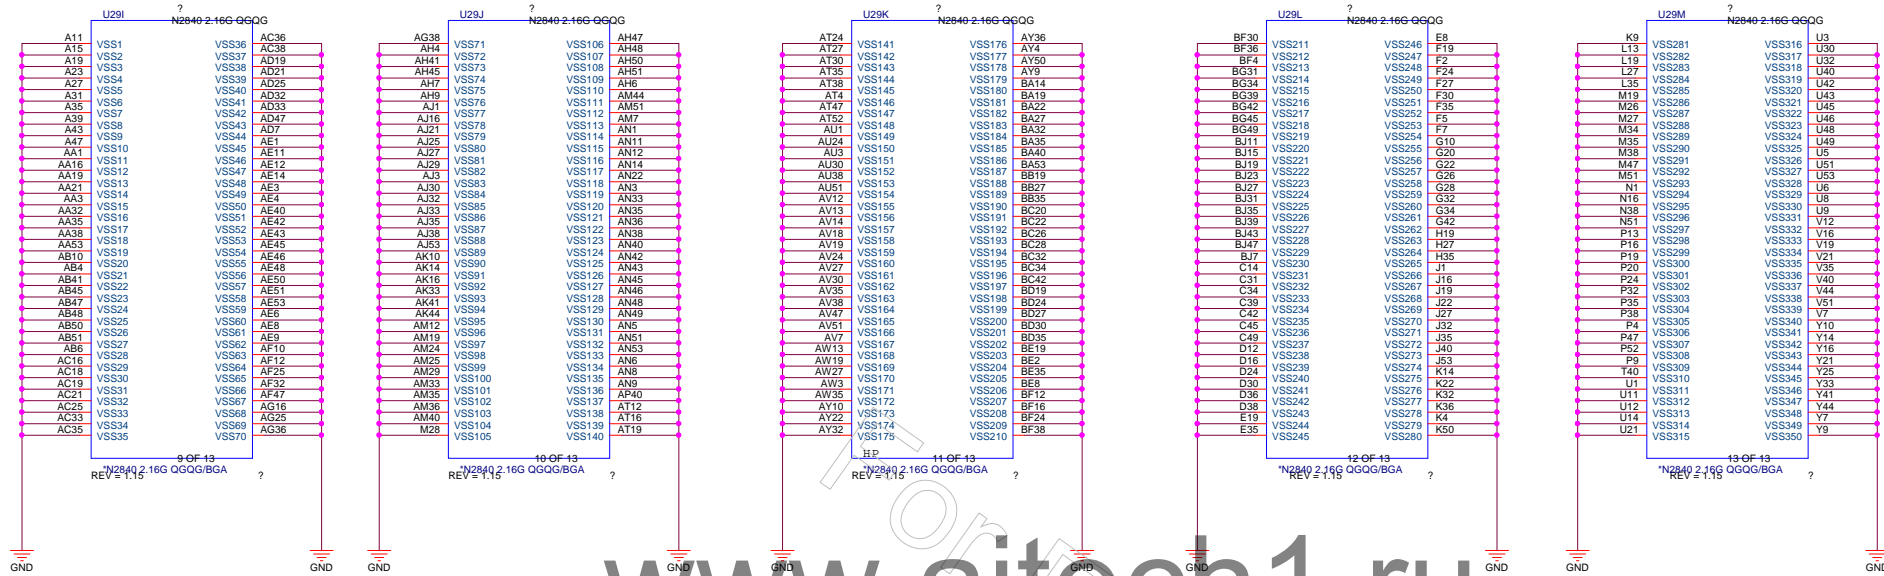 ?
U29I N2840 2.16G QGQG
A11 VSS1 VSS36 AC36
A15 VSS2 VSS37 AC38
A19 VSS3 VSS38 AD19
A23 VSS4 VSS39 AD21
A27 VSS5 VSS40 AD25
A31 VSS6 VSS41 AD32
A35 VSS7 VSS42 AD33
A39 VSS8 VSS43 AD47
A43 VSS9 VSS44 AD7
A47 VSS10 VSS45 AE1
AA1 VSS11 VSS46 AE11
AA16 VSS12 VSS47 AE12
AA19 VSS13 VSS48 AE14
AA21 VSS14 VSS49 AE3
AA3 VSS15 VSS50 AE4
AA32 VSS16 VSS51 AE40
AA35 VSS17 VSS52 AE42
AA38 VSS18 VSS53 AE43
AA53 VSS19 VSS54 AE45
AB10 VSS20 VSS55 AE46
AB4 VSS21 VSS56 AE48
AB41 VSS22 VSS57 AE50
AB45 VSS23 VSS58 AE51
AB47 VSS24 VSS59 AE53
AB48 VSS25 VSS60 AE6
AB50 VSS26 VSS61 AE8
AB51 VSS27 VSS62 AE9
AB6 VSS28 VSS63 AF10
AC16 VSS29 VSS64 AF12
AC18 VSS30 VSS65 AF25
AC19 VSS31 VSS66 AF32
AC21 VSS32 VSS67 AF47
AC25 VSS33 VSS68 AG16
AC33 VSS34 VSS69 AG25
AC35 VSS35 VSS70 AG36
9 OF 13
*N2840 2.16G QGQG/BGA
REV = 1.15 ?
GND GND
?
U29J N2840 2.16G QGQG
AG38 VSS71 VSS106 AH47
AH4 VSS72 VSS107 AH48
AH41 VSS73 VSS108 AH50
AH45 VSS74 VSS109 AH51
AH7 VSS75 VSS110 AH6
AH9 VSS76 VSS111 AM44
AJ1 VSS77 VSS112 AM51
AJ16 VSS78 VSS113 AM7
AJ21 VSS79 VSS114 AN1
AJ25 VSS80 VSS115 AN11
AJ27 VSS81 VSS116 AN12
AJ29 VSS82 VSS117 AN14
AJ3 VSS83 VSS118 AN22
AJ30 VSS84 VSS119 AN3
AJ32 VSS85 VSS120 AN33
AJ33 VSS86 VSS121 AN35
AJ35 VSS87 VSS122 AN36
AJ38 VSS88 VSS123 AN38
AJ53 VSS89 VSS124 AN40
AK10 VSS90 VSS125 AN42
AK14 VSS91 VSS126 AN43
AK16 VSS92 VSS127 AN45
AK33 VSS93 VSS128 AN46
AK41 VSS94 VSS129 AN48
AK44 VSS95 VSS130 AN49
AM12 VSS96 VSS131 AN5
AM19 VSS97 VSS132 AN51
AM24 VSS98 VSS133 AN53
AM25 VSS99 VSS134 AN6
AM29 VSS100 VSS135 AN8
AM33 VSS101 VSS136 AN9
AM35 VSS102 VSS137 AP40
AM36 VSS103 VSS138 AT12
AM40 VSS104 VSS139 AT16
M28 VSS105 VSS140 AT19
10 OF 13
*N2840 2.16G QGQG/BGA
REV = 1.15 ?
GND GND
?
U29K N2840 2.16G QGQG
AT24 VSS141 VSS176 AY36
AT27 VSS142 VSS177 AY4
AT30 VSS143 VSS178 AY50
AT35 VSS144 VSS179 AY9
AT38 VSS145 VSS180 BA14
AT4 VSS146 VSS181 BA19
AT47 VSS147 VSS182 BA22
AT52 VSS148 VSS183 BA27
AU1 VSS149 VSS184 BA32
AU24 VSS150 VSS185 BA35
AU3 VSS151 VSS186 BA40
AU30 VSS152 VSS187 BA53
AU38 VSS153 VSS188 BB19
AU51 VSS154 VSS189 BB27
AV12 VSS155 VSS190 BB35
AV13 VSS156 VSS191 BC20
AV14 VSS157 VSS192 BC22
AV18 VSS158 VSS193 BC26
AV19 VSS159 VSS194 BC28
AV24 VSS160 VSS195 BC32
AV27 VSS161 VSS196 BC34
AV30 VSS162 VSS197 BC42
AV35 VSS163 VSS198 BD19
AV38 VSS164 VSS199 BD24
AV47 VSS165 VSS200 BD27
AV51 VSS166 VSS201 BD30
AV7 VSS167 VSS202 BD35
AW13 VSS168 VSS203 BE19
AW19 VSS169 VSS204 BE2
AW27 VSS170 VSS205 BE35
AW3 VSS171 VSS206 BE8
AW35 VSS172 VSS207 BF12
AY10 VSS173 VSS208 BF16
AY22 VSS174 VSS209 BF24
AY32 VSS175 VSS210 BF38
HP
11 OF 13
*N2840 2.16G QGQG/BGA
REV = 1.15 ?
GND GND
?
U29L N2840 2.16G QGQG
BF30 VSS211 VSS246 E8
BF36 VSS212 VSS247 F19
BF4 VSS213 VSS248 F2
BG31 VSS214 VSS249 F24
BG34 VSS215 VSS250 F27
BG39 VSS216 VSS251 F30
BG42 VSS217 VSS252 F35
BG45 VSS218 VSS253 F5
BG49 VSS219 VSS254 F7
BJ11 VSS220 VSS255 G10
BJ15 VSS221 VSS256 G20
BJ19 VSS222 VSS257 G22
BJ23 VSS223 VSS258 G26
BJ27 VSS224 VSS259 G28
BJ31 VSS225 VSS260 G32
BJ35 VSS226 VSS261 G34
BJ39 VSS227 VSS262 G42
BJ43 VSS228 VSS263 H19
BJ47 VSS229 VSS264 H27
BJ7 VSS230 VSS265 H35
C14 VSS231 VSS266 J1
C31 VSS232 VSS267 J16
C34 VSS233 VSS268 J19
C39 VSS234 VSS269 J22
C42 VSS235 VSS270 J27
C45 VSS236 VSS271 J32
C49 VSS237 VSS272 J35
D12 VSS238 VSS273 J40
D16 VSS239 VSS274 J53
D24 VSS240 VSS275 K14
D30 VSS241 VSS276 K22
D36 VSS242 VSS277 K32
D38 VSS243 VSS278 K36
E19 VSS244 VSS279 K4
E35 VSS245 VSS280 K50
12 OF 13
*N2840 2.16G QGQG/BGA
REV = 1.15 ?
GND GND
?
U29M N2840 2.16G QGQG
K9 VSS281 VSS316 U3
L13 VSS282 VSS317 U30
L19 VSS283 VSS318 U32
L27 VSS284 VSS319 U40
L35 VSS285 VSS320 U42
M19 VSS286 VSS321 U43
M26 VSS287 VSS322 U45
M27 VSS288 VSS323 U46
M34 VSS289 VSS324 U48
M35 VSS290 VSS325 U49
M38 VSS291 VSS326 U5
M47 VSS292 VSS327 U51
M51 VSS293 VSS328 U53
N1 VSS294 VSS329 U6
N16 VSS295 VSS330 U8
N38 VSS296 VSS331 U9
N51 VSS297 VSS332 V12
P13 VSS298 VSS333 V16
P16 VSS299 VSS334 V19
P19 VSS300 VSS335 V21
P20 VSS301 VSS336 V35
P24 VSS302 VSS337 V40
P32 VSS303 VSS338 V44
P35 VSS304 VSS339 V51
P38 VSS305 VSS340 V7
P4 VSS306 VSS341 Y10
P47 VSS307 VSS342 Y14
P52 VSS308 VSS343 Y16
P9 VSS309 VSS344 Y21
T40 VSS310 VSS345 Y25
U1 VSS311 VSS346 Y33
U11 VSS312 VSS347 Y41
U12 VSS313 VSS348 Y44
U14 VSS314 VSS349 Y7
U21 VSS315 VSS350 Y9
13 OF 13
*N2840 2.16G QGQG/BGA
REV = 1.15 ?
GND GND
For